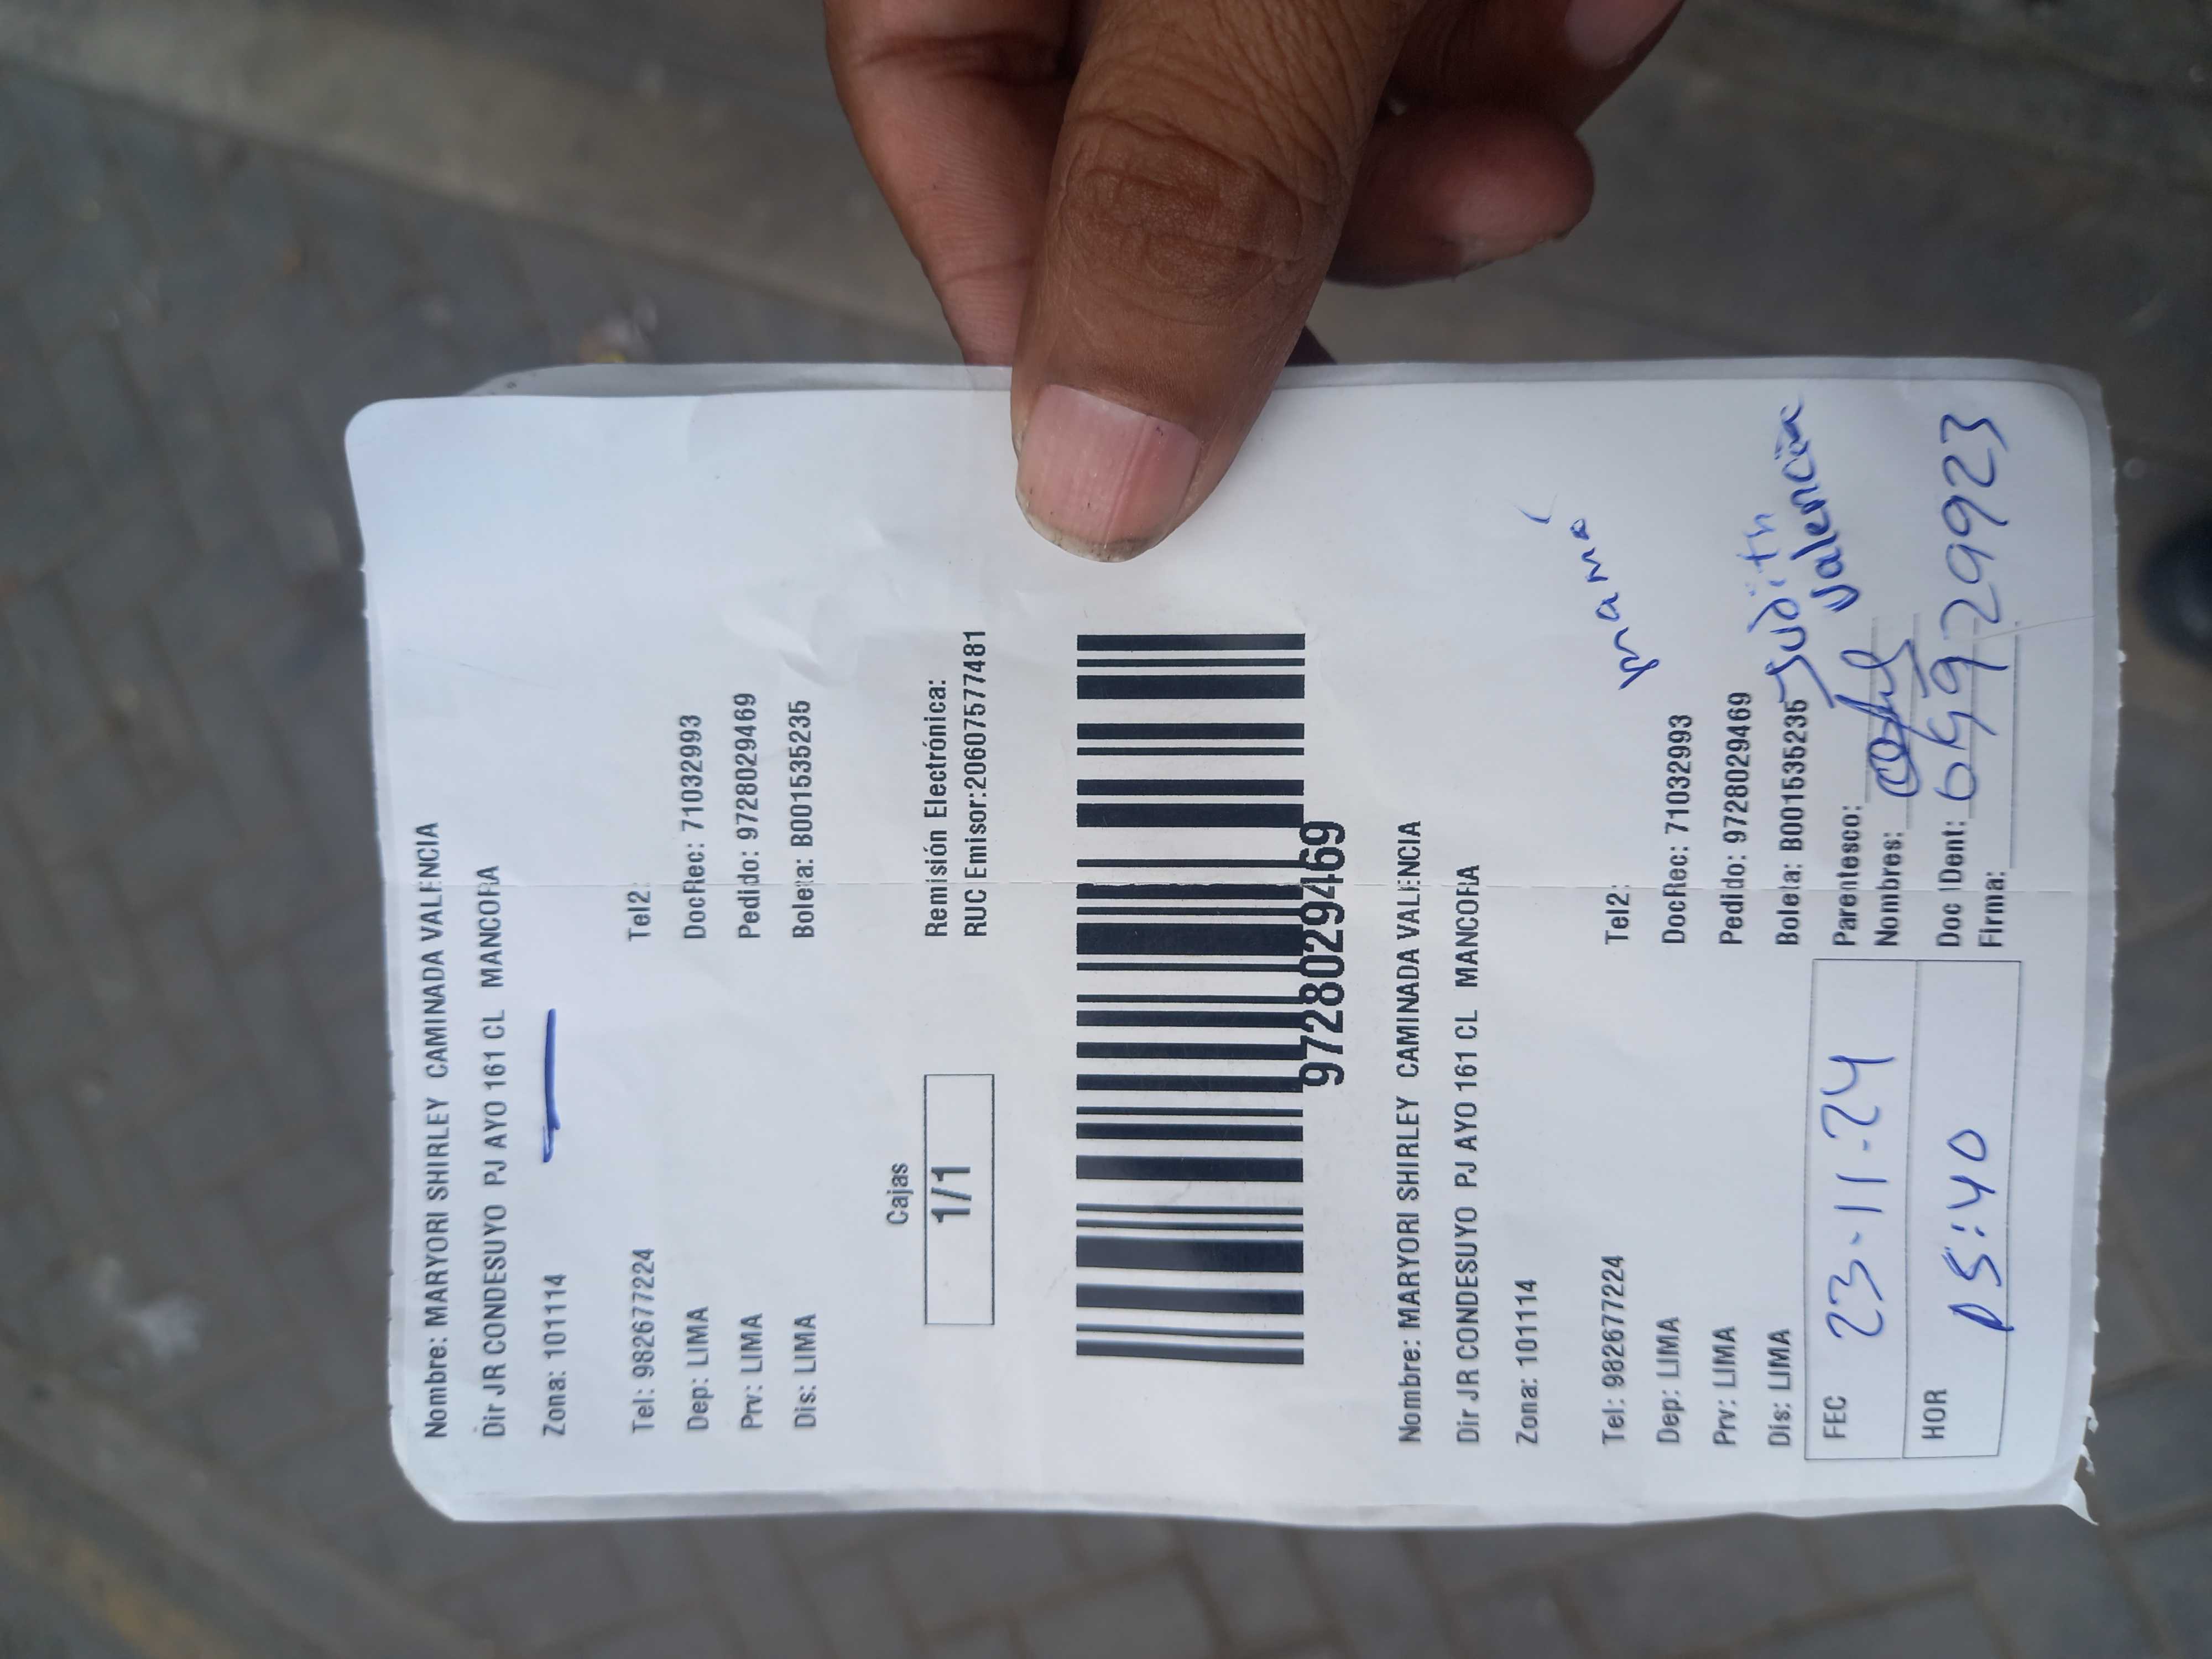 Nombre: MARYORI SHIRLEY CAMINADA VALENCIA
Dir JR CONDESUYO PJ AYO 161 CL MANCORA
Zona: 101114
Tel: 982677224 Tel2:
Dep: LIMA DocRec: 71032993
Prv: LIMA Pedido: 9728029469
Dis: LIMA Boleta: B001535235
Cajas
1/1
Remisión Electrónica:
RUC Emisor:20607577481
9728029469
Nombre: MARYORI SHIRLEY CAMINADA VALENCIA
Dir JR CONDESUYO PJ AYO 161 CL MANCORA
Zona: 101114
mamá
Tel: 982677224 Tel2:
Dep: LIMA DocRec: 71032993
Prv: LIMA Pedido: 9728029469
Dis: LIMA Boleta: B001535235
Judith
Valencia
FEC 23-11-24
HOR 05:40
Parentesco:
Nombres:
Doc IDent:
Firma: